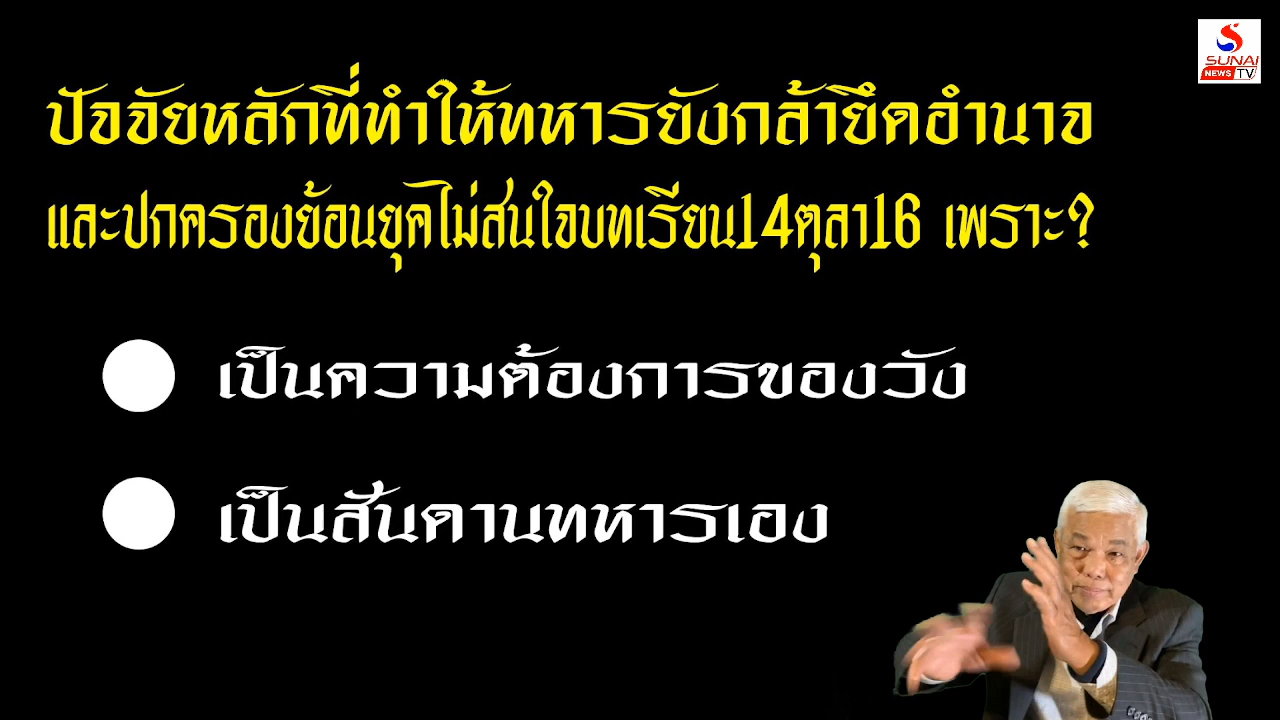 SUNAI
NEWS TV
ปัจจัยหลักที่ทำให้ทหารยังกล้ายึดอำนาจ
และปกครองย้อนยุคไม่สนใจบทเรียน14ตุลา16 เพราะ?
เป็นความต้องการของวัง
เป็นสันดานทหารเอง